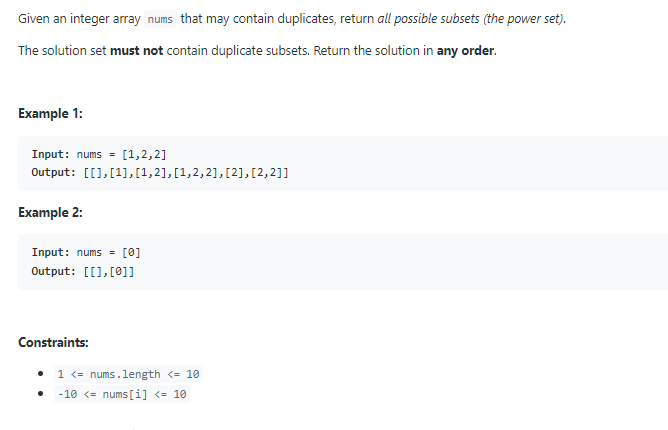 Given an integer array nums that may contain duplicates, return all possible subsets (the power set).
The solution set must not contain duplicate subsets. Return the solution in any order.
Example 1:
Input: nums = [1,2,2]
Output: [[],[1],[1,2],[1,2,2],[2],[2,2]]
Example 2:
Input: nums = [0]
Output: [[],[0]]
Constraints:
• 1 <= nums.length <= 10
• -10 <= nums[i] <= 10